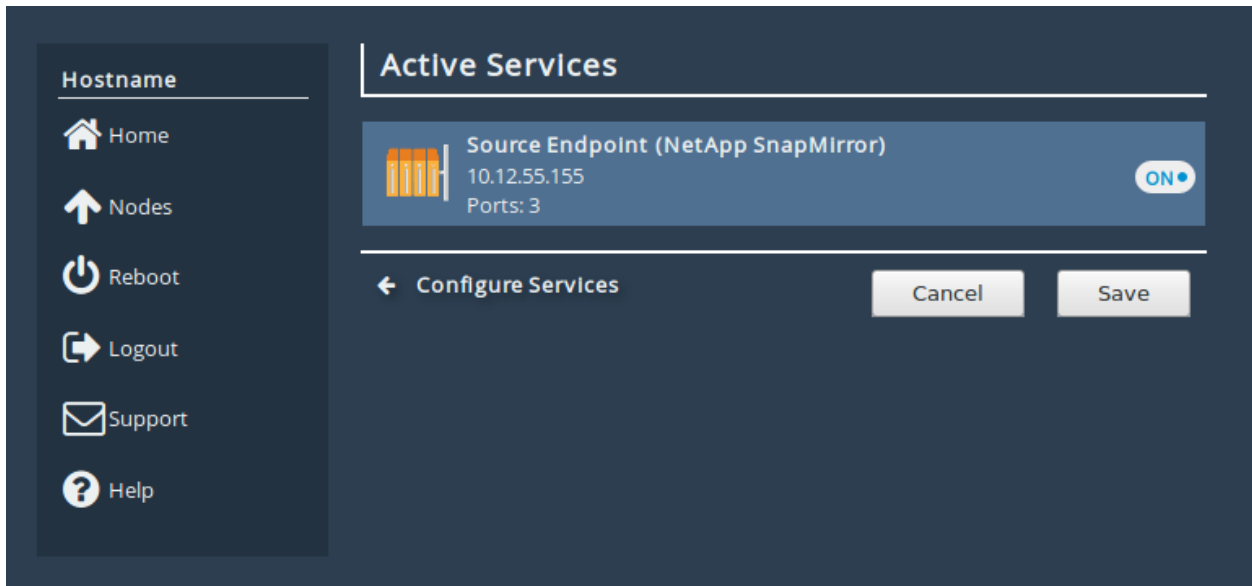 Hostname
Home
Nodes
Reboot
Logout
Support
Help
Active Services
Source Endpoint (NetApp SnapMirror)
10.12.55.155
Ports: 3
ON
Configure Services
Cancel
Save